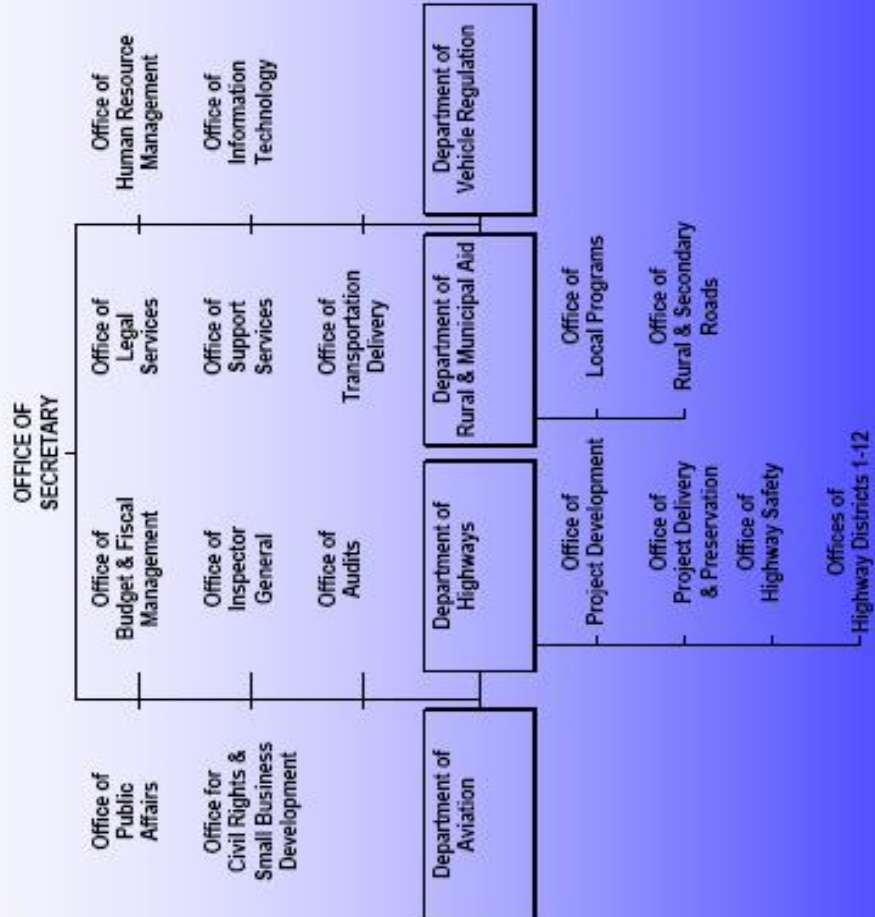 OFFICE OF
SECRETARY
Office of
Public
Affairs
Office of
Budget & Fiscal
Management
Office of
Legal
Services
Office of
Human Resource
Management
Office for
Civil Rights &
Small Business
Development
Office of
Inspector
General
Office of
Support
Services
Office of
Information
Technology
Office of
Audits
Office of
Transportation
Delivery
Department of
Aviation
Department of
Highways
Department of
Rural & Municipal Aid
Department of
Vehicle Regulation
Office of
Project Development
Office of
Project Delivery
& Preservation
Office of
Highway Safety
Offices of
Highway Districts 1-12
Office of
Local Programs
Office of
Rural & Secondary
Roads